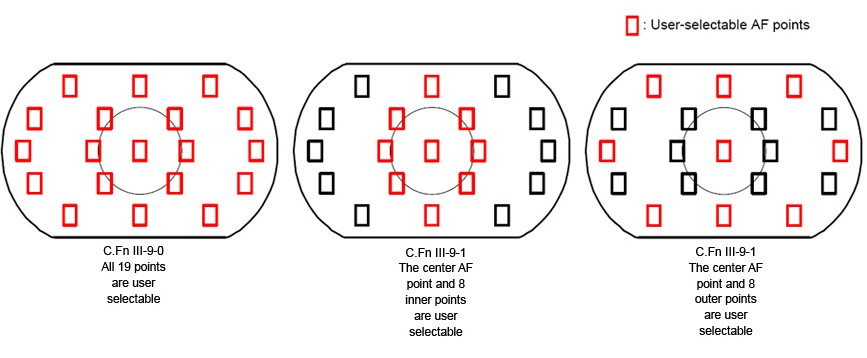 : User-selectable AF points
C.Fn III-9-0
All 19 points
are user
selectable
C.Fn III-9-1
The center AF
point and 8
inner points
are user
selectable
C.Fn III-9-1
The center AF
point and 8
outer points
are user
selectable